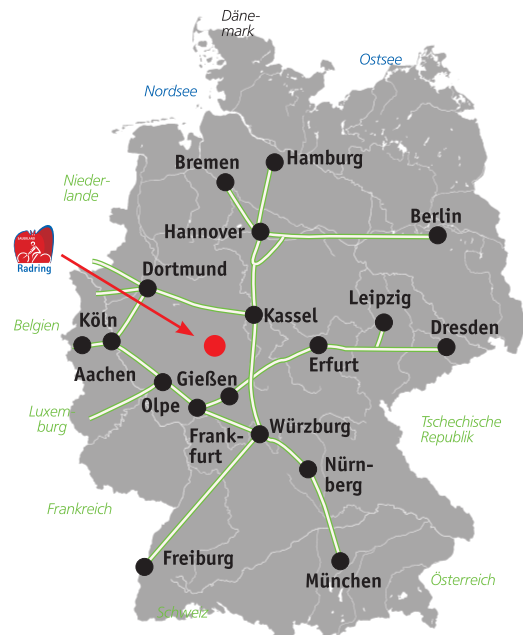 Däne-
mark
Ostsee
Nordsee
Hamburg
Bremen
Nieder-
lande
Berlin
Hannover
SAUERLAND
Radring
Dortmund
Leipzig
Belgien
Köln
Kassel
Dresden
Erfurt
Aachen
Gießen
Olpe
Luxem-
burg
Frank-
furt
Würzburg
Tschechische
Republik
Nürn-
berg
Frankreich
Freiburg
München
Österreich
Schweiz